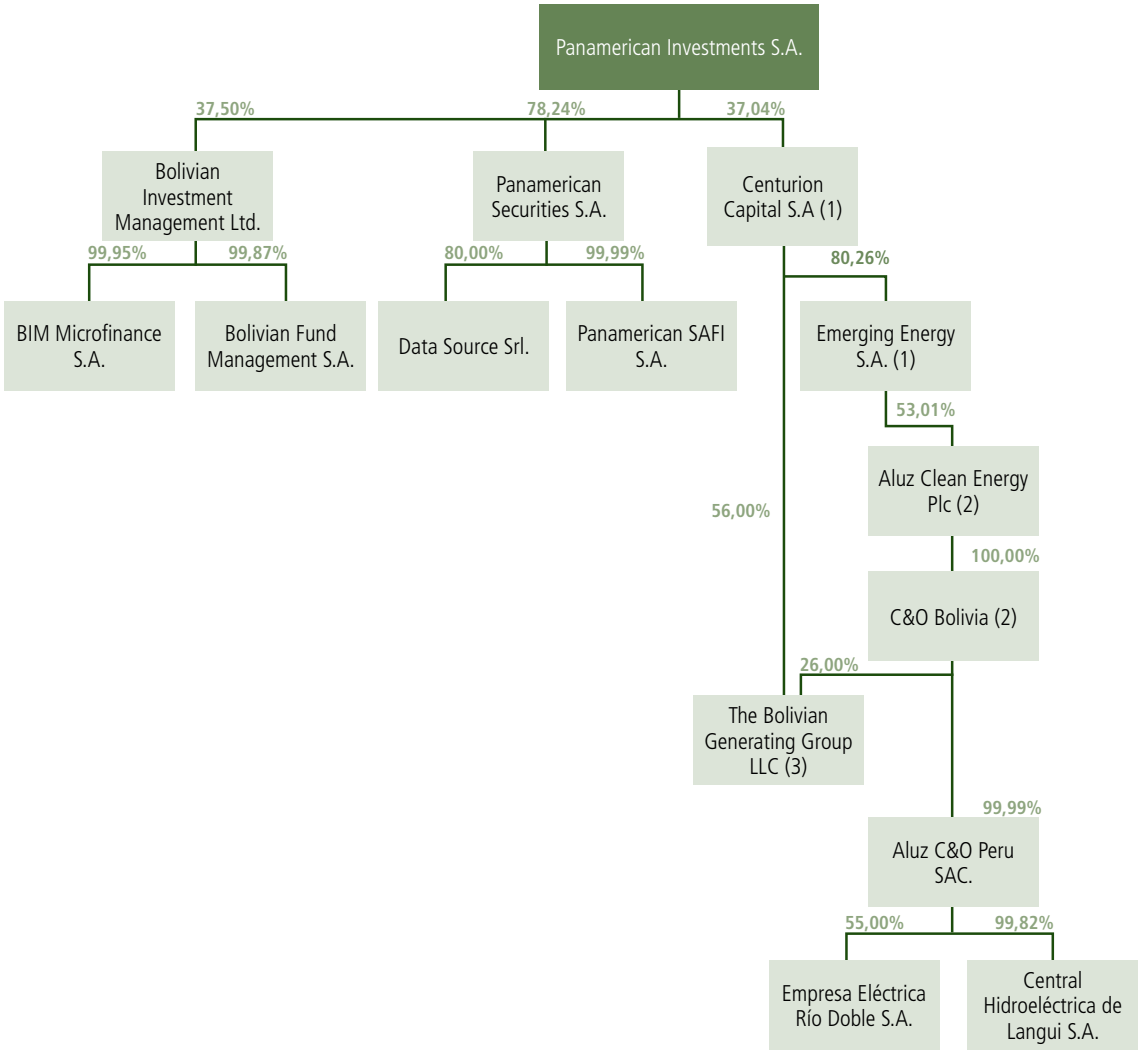 Panamerican Investments S.A.
37,50%
78,24%
37,04%
Bolivian
Investment
Management Ltd.
Panamerican
Securities S.A.
Centurion
Capital S.A (1)
99,95%
99,87%
80,00%
99,99%
80,26%
BIM Microfinance
S.A.
Bolivian Fund
Management S.A.
Data Source Srl.
Panamerican SAFI
S.A.
Emerging Energy
S.A. (1)
53,01%
Aluz Clean Energy
Plc (2)
56,00%
100,00%
C&O Bolivia (2)
26,00%
The Bolivian
Generating Group
LLC (3)
99,99%
Aluz C&O Peru
SAC.
55,00%
99,82%
Empresa Eléctrica
Río Doble S.A.
Central
Hidroeléctrica de
Langui S.A.